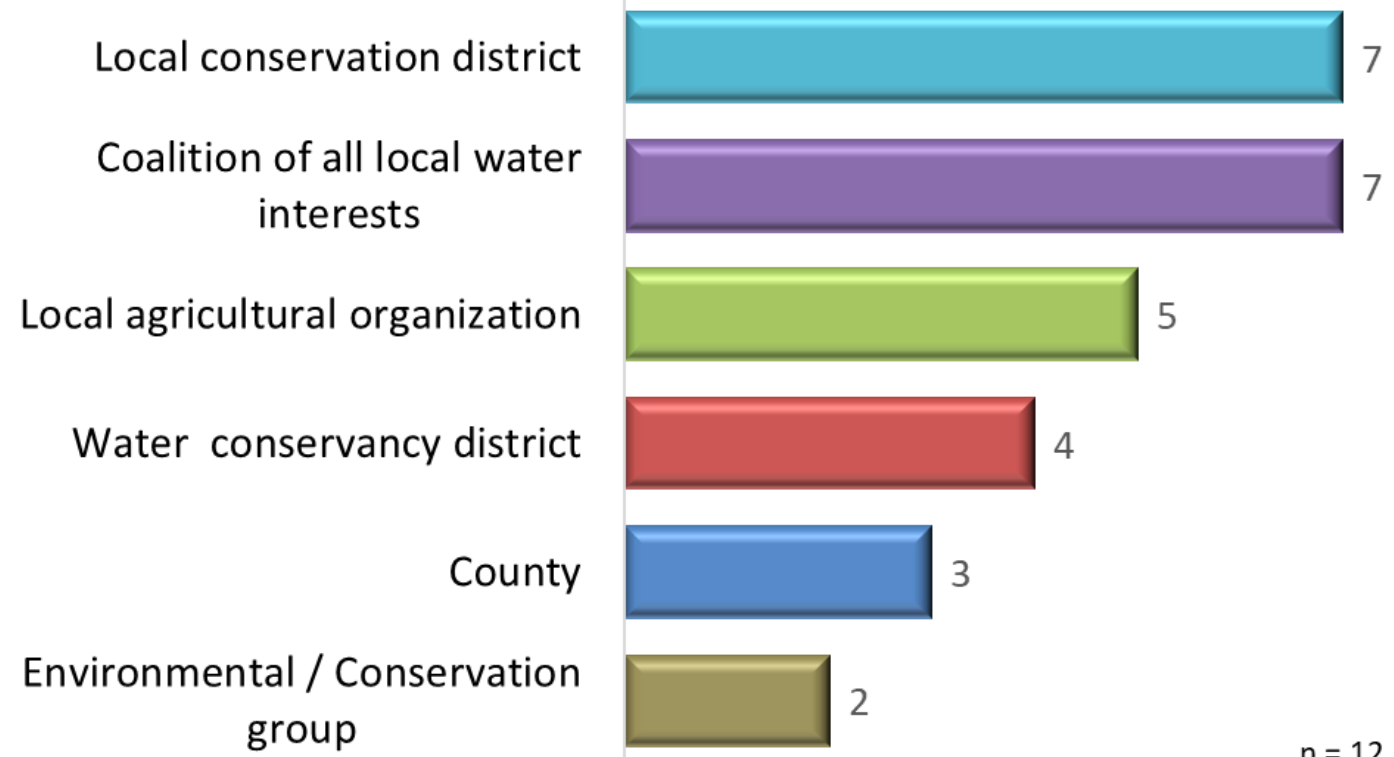 Local conservation district
7
Coalition of all local water
interests
7
Local agricultural organization
5
Water  conservancy district
4
County
3
Environmental / Conservation
group
2
n = 12